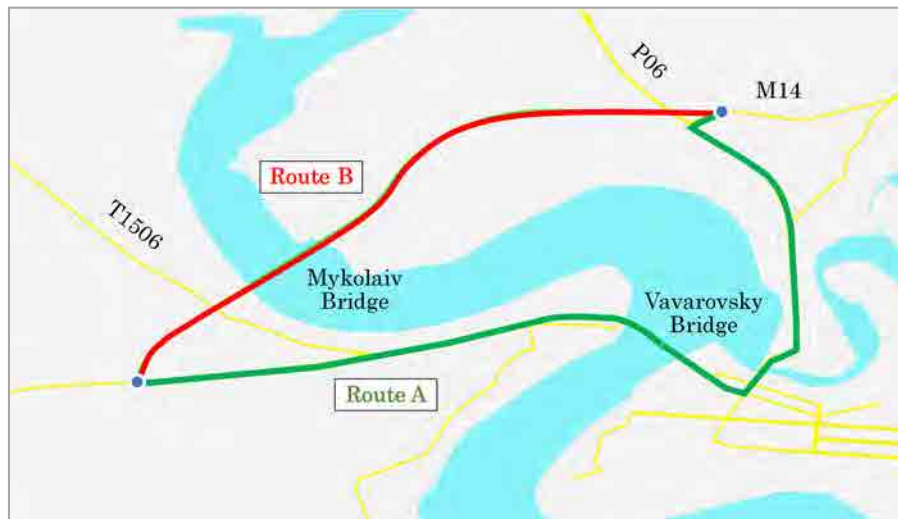 P06
M14
Route B
T1506
Mykolaiv
Bridge
Vavarovsky
Bridge
Route A